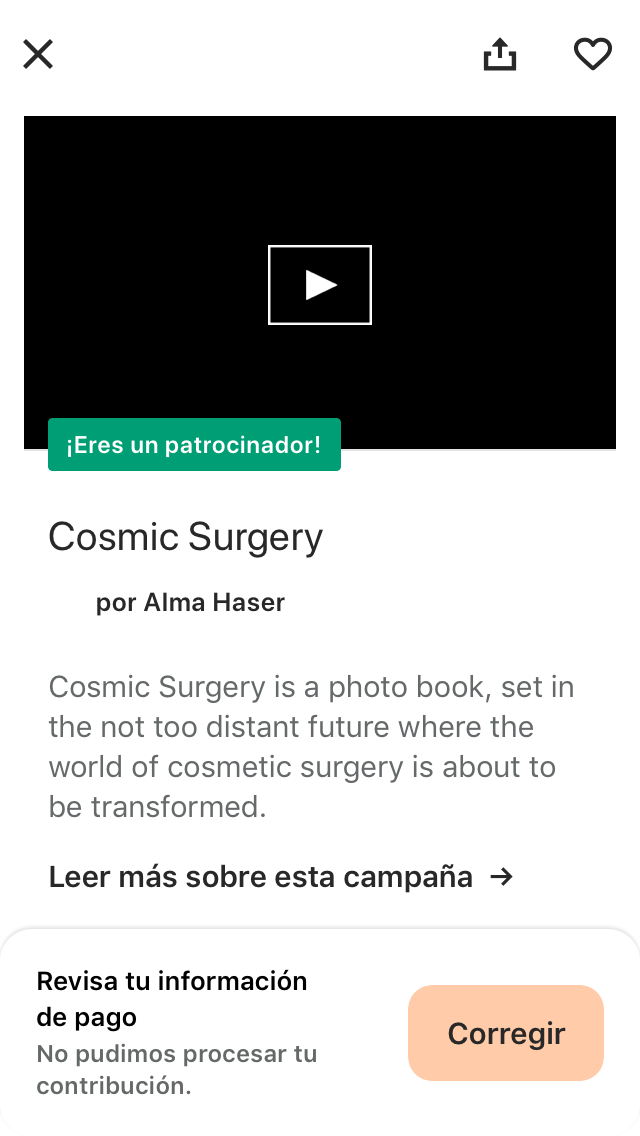 ¡Eres un patrocinador!
Cosmic Surgery
por Alma Haser
Cosmic Surgery is a photo book, set in
the not too distant future where the
world of cosmetic surgery is about to
be transformed.
Leer más sobre esta campaña →
Revisa tu información
de pago
No pudimos procesar tu
contribución.
Corregir